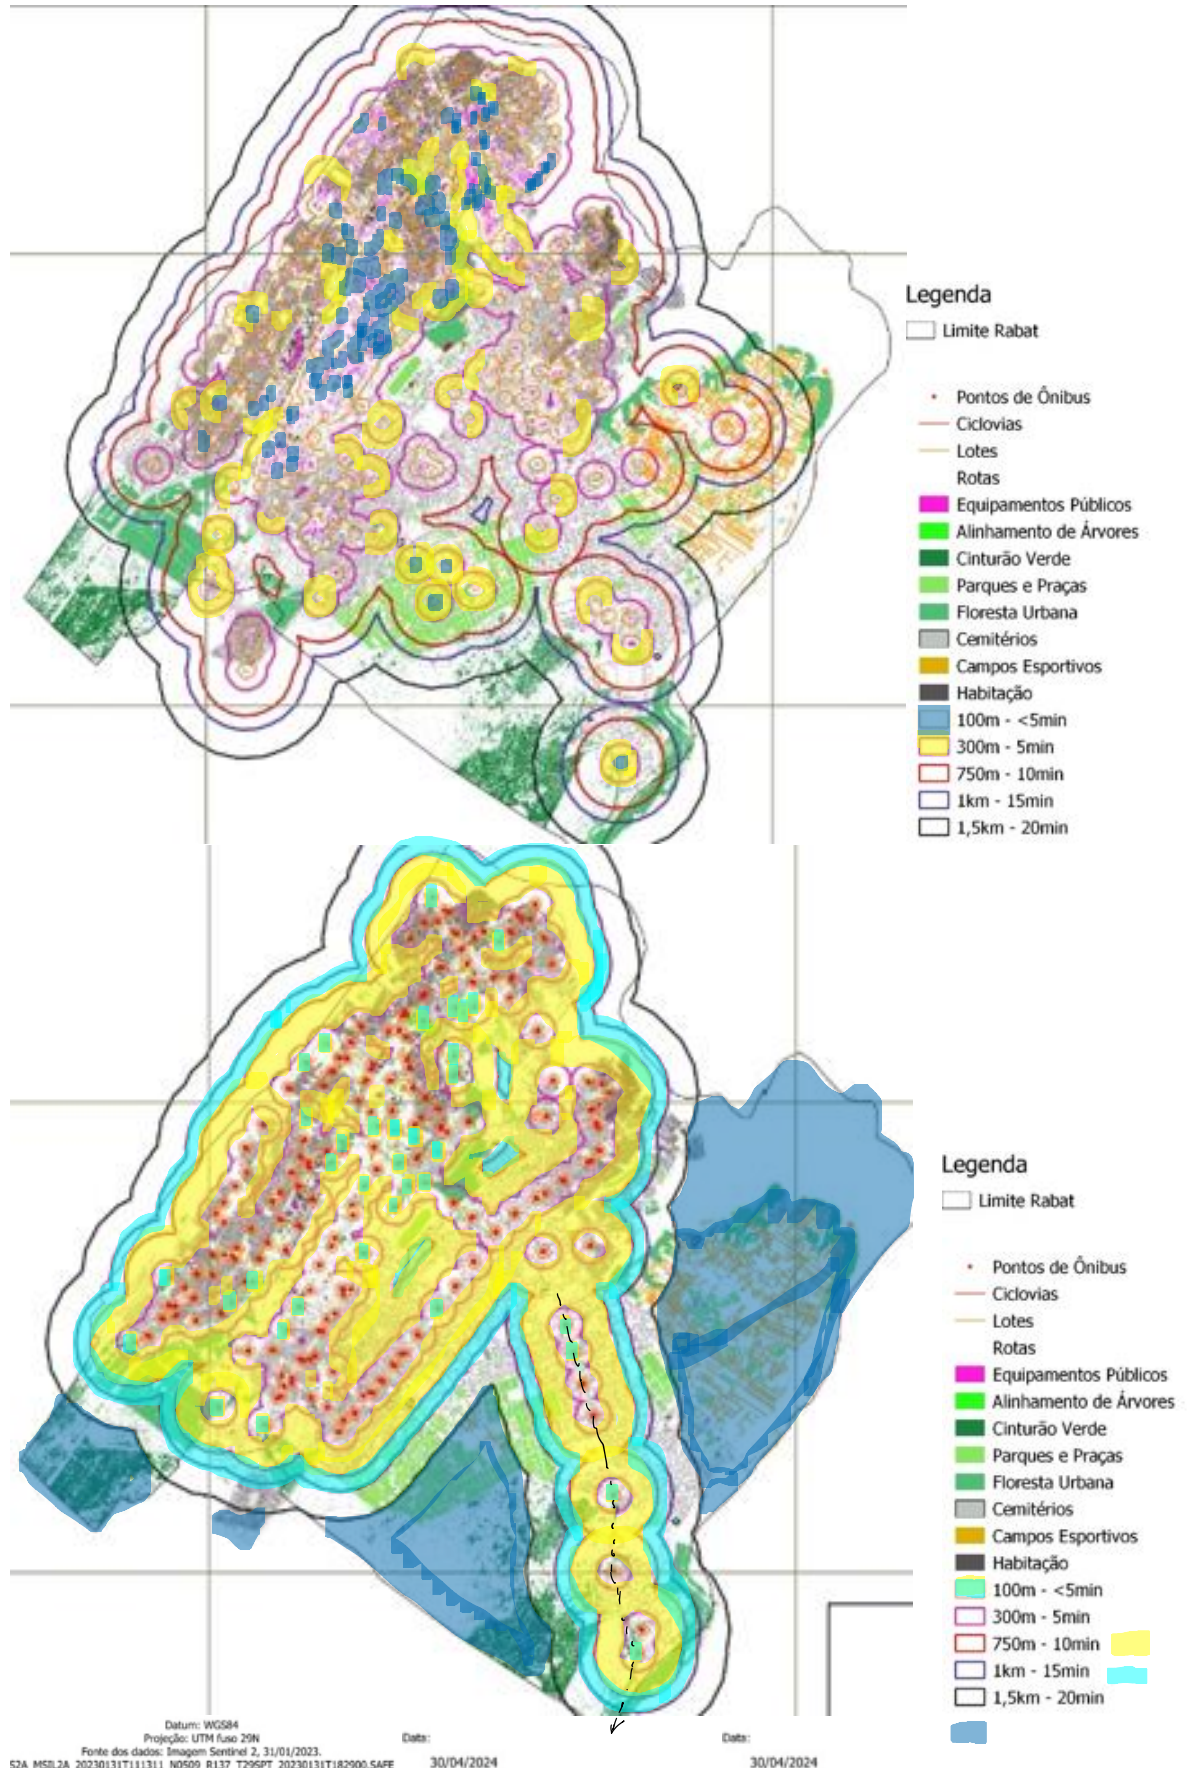 Legenda
Limite Rabat
Pontos de Ônibus
Ciclovias
Lotes
Rotas
Equipamentos Públicos
Alinhamento de Árvores
Cinturão Verde
Parques e Praças
Floresta Urbana
Cemitérios
Campos Esportivos
Habitação
100m - <5min
300m - 5min
750m - 10min
1km - 15min
1,5km - 20min
Legenda
Limite Rabat
Pontos de Ônibus
Ciclovias
Lotes
Rotas
Equipamentos Públicos
Alinhamento de Árvores
Cinturão Verde
Parques e Praças
Floresta Urbana
Cemitérios
Campos Esportivos
Habitação
100m - <5min
300m - 5min
750m - 10min
1km - 15min
1,5km - 20min
Datum: WGS84
Projeção: UTM fuso 29N
Fonte dos dados: Imagem Sentinel 2, 31/01/2023.
S2A_MSIL2A_20230131T111311_N0509_R137_T29SPT_20230131T182900.SAFE
Data:
30/04/2024
Data:
30/04/2024